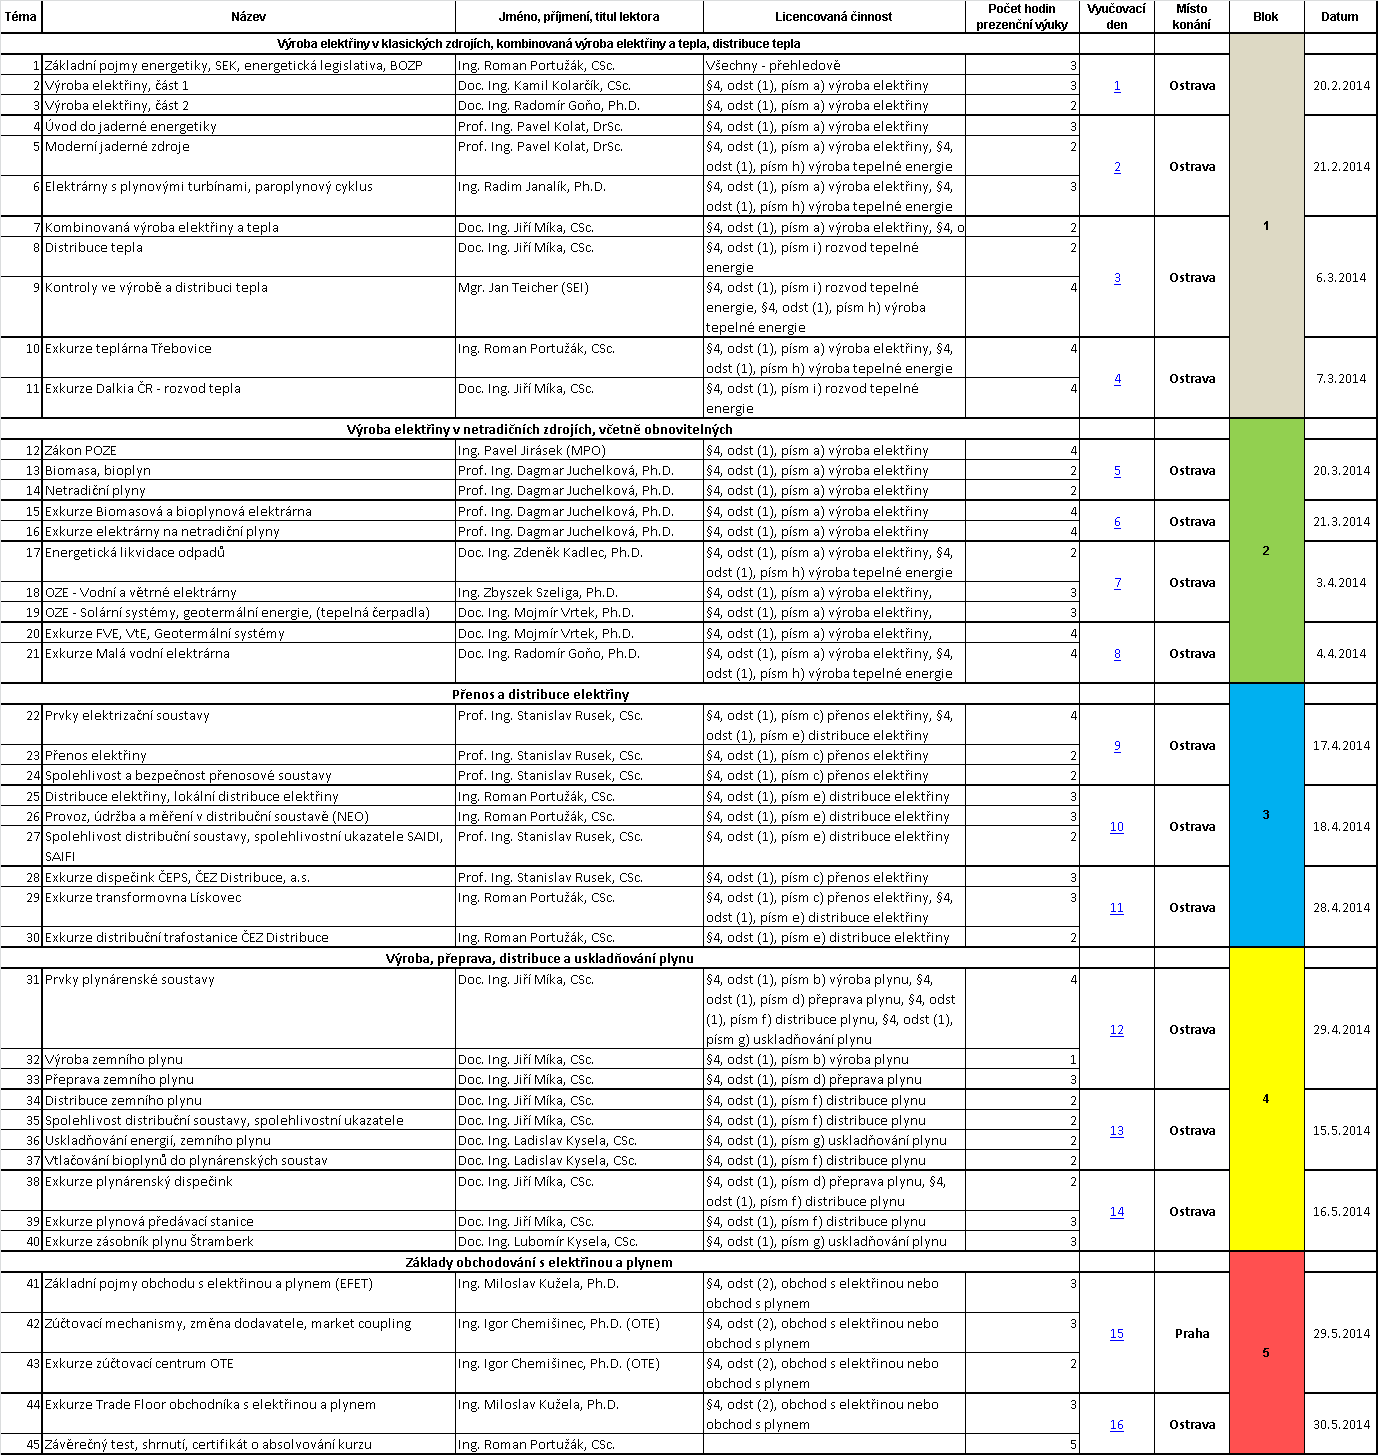 Téma Název Jméno, příjmení, titul lektora Licencovaná činnost Počet hodin prezenční výuky Vyučovací den Místo konání Blok Datum
Výroba elektřiny v klasických zdrojích, kombinovaná výroba elektřiny a tepla, distribuce tepla
1 Základní pojmy energetiky, SEK, energetická legislativa, BOZP Ing. Roman Portužák, CSc. Všechny - přehledově 3
2 Výroba elektřiny, část 1 Doc. Ing. Kamil Kolarčík, CSc. §4, odst (1), písm a) výroba elektřiny 3 1 Ostrava 20.2.2014
3 Výroba elektřiny, část 2 Doc. Ing. Radomír Goňo, Ph.D. §4, odst (1), písm a) výroba elektřiny 2
4 Úvod do jaderné energetiky Prof. Ing. Pavel Kolat, DrSc. §4, odst (1), písm a) výroba elektřiny 3
5 Moderní jaderné zdroje Prof. Ing. Pavel Kolat, DrSc. §4, odst (1), písm a) výroba elektřiny, §4, 2
odst (1), písm h) výroba tepelné energie 2 Ostrava 21.2.2014
6 Elektrárny s plynovými turbínami, paroplynový cyklus Ing. Radim Janalík, Ph.D. §4, odst (1), písm a) výroba elektřiny, §4, 3
odst (1), písm h) výroba tepelné energie
7 Kombinovaná výroba elektřiny a tepla Doc. Ing. Jiří Míka, CSc. §4, odst (1), písm a) výroba elektřiny, §4, o 2 1
8 Distribuce tepla Doc. Ing. Jiří Míka, CSc. §4, odst (1), písm i) rozvod tepelné 2
energie
3 Ostrava 6.3.2014
9 Kontroly ve výrobě a distribuci tepla Mgr. Jan Teicher (SEI) §4, odst (1), písm i) rozvod tepelné 4
energie, §4, odst (1), písm h) výroba
tepelné energie
10 Exkurze teplárna Třebovice Ing. Roman Portužák, CSc. §4, odst (1), písm a) výroba elektřiny, §4, 4
odst (1), písm h) výroba tepelné energie
4 Ostrava 7.3.2014
11 Exkurze Dalkia ČR - rozvod tepla Doc. Ing. Jiří Míka, CSc. §4, odst (1), písm i) rozvod tepelné 4
energie
Výroba elektřiny v netradičních zdrojích, včetně obnovitelných
12 Zákon POZE Ing. Pavel Jirásek (MPO) §4, odst (1), písm a) výroba elektřiny 4
13 Biomasa, bioplyn Prof. Ing. Dagmar Juchelková, Ph.D. §4, odst (1), písm a) výroba elektřiny 2 5 Ostrava 20.3.2014
14 Netradiční plyny Prof. Ing. Dagmar Juchelková, Ph.D. §4, odst (1), písm a) výroba elektřiny 2
15 Exkurze Biomasová a bioplynová elektrárna Prof. Ing. Dagmar Juchelková, Ph.D. §4, odst (1), písm a) výroba elektřiny 4
6 Ostrava 21.3.2014
16 Exkurze elektrárny na netradiční plyny Prof. Ing. Dagmar Juchelková, Ph.D. §4, odst (1), písm a) výroba elektřiny 4
17 Energetická likvidace odpadů Doc. Ing. Zdeněk Kadlec, Ph.D. §4, odst (1), písm a) výroba elektřiny, §4, 2 2
odst (1), písm h) výroba tepelné energie
7 Ostrava 3.4.2014
18 OZE - Vodní a větrné elektrárny Ing. Zbyszek Szeliga, Ph.D. §4, odst (1), písm a) výroba elektřiny, 3
19 OZE - Solární systémy, geotermální energie, (tepelná čerpadla) Doc. Ing. Mojmír Vrtek, Ph.D. §4, odst (1), písm a) výroba elektřiny, 3
20 Exkurze FVE, VtE, Geotermální systémy Doc. Ing. Mojmír Vrtek, Ph.D. §4, odst (1), písm a) výroba elektřiny, 4
21 Exkurze Malá vodní elektrárna Doc. Ing. Radomír Goňo, Ph.D. §4, odst (1), písm a) výroba elektřiny, §4, 4 8 Ostrava 4.4.2014
odst (1), písm h) výroba tepelné energie
Přenos a distribuce elektřiny
22 Prvky elektrizační soustavy Prof. Ing. Stanislav Rusek, CSc. §4, odst (1), písm c) přenos elektřiny, §4, 4
odst (1), písm e) distribuce elektřiny
9 Ostrava 17.4.2014
23 Přenos elektřiny Prof. Ing. Stanislav Rusek, CSc. §4, odst (1), písm c) přenos elektřiny 2
24 Spolehlivost a bezpečnost přenosové soustavy Prof. Ing. Stanislav Rusek, CSc. §4, odst (1), písm c) přenos elektřiny 2
25 Distribuce elektřiny, lokální distribuce elektřiny Ing. Roman Portužák, CSc. §4, odst (1), písm e) distribuce elektřiny 3
26 Provoz, údržba a měření v distribuční soustavě (NEO) Ing. Roman Portužák, CSc. §4, odst (1), písm e) distribuce elektřiny 3 3
27 Spolehlivost distribuční soustavy, spolehlivostní ukazatele SAIDI, Prof. Ing. Stanislav Rusek, CSc. §4, odst (1), písm e) distribuce elektřiny 2 10 Ostrava 18.4.2014
SAIFI
28 Exkurze dispečink ČEPS, ČEZ Distribuce, a.s. Prof. Ing. Stanislav Rusek, CSc. §4, odst (1), písm c) přenos elektřiny 3
29 Exkurze transformovna Lískovec Ing. Roman Portužák, CSc. §4, odst (1), písm c) přenos elektřiny, §4, 3
odst (1), písm e) distribuce elektřiny 11 Ostrava 28.4.2014
30 Exkurze distribuční trafostanice ČEZ Distribuce Ing. Roman Portužák, CSc. §4, odst (1), písm e) distribuce elektřiny 2
Výroba, přeprava, distribuce a uskladňování plynu
31 Prvky plynárenské soustavy Doc. Ing. Jiří Míka, CSc. §4, odst (1), písm b) výroba plynu, §4, 4
odst (1), písm d) přeprava plynu, §4, odst
(1), písm f) distribuce plynu, §4, odst (1),
písm g) uskladňování plynu 12 Ostrava 29.4.2014
32 Výroba zemního plynu Doc. Ing. Jiří Míka, CSc. §4, odst (1), písm b) výroba plynu 1
33 Přeprava zemního plynu Doc. Ing. Jiří Míka, CSc. §4, odst (1), písm d) přeprava plynu 3
34 Distribuce zemního plynu Doc. Ing. Jiří Míka, CSc. §4, odst (1), písm f) distribuce plynu 2 4
35 Spolehlivost distribuční soustavy, spolehlivostní ukazatele Doc. Ing. Jiří Míka, CSc. §4, odst (1), písm f) distribuce plynu 2
13 Ostrava 15.5.2014
36 Uskladňování energií, zemního plynu Doc. Ing. Ladislav Kysela, CSc. §4, odst (1), písm g) uskladňování plynu 2
37 Vtlačování bioplynů do plynárenských soustav Doc. Ing. Ladislav Kysela, CSc. §4, odst (1), písm f) distribuce plynu 2
38 Exkurze plynárenský dispečink Doc. Ing. Jiří Míka, CSc. §4, odst (1), písm d) přeprava plynu, §4, 2
odst (1), písm f) distribuce plynu
14 Ostrava 16.5.2014
39 Exkurze plynová předávací stanice Doc. Ing. Jiří Míka, CSc. §4, odst (1), písm f) distribuce plynu 3
40 Exkurze zásobník plynu Štramberk Doc. Ing. Lubomír Kysela, CSc. §4, odst (1), písm g) uskladňování plynu 3
Základy obchodování s elektřinou a plynem
41 Základní pojmy obchodu s elektřinou a plynem (EFET) Ing. Miloslav Kužela, Ph.D. §4, odst (2), obchod s elektřinou nebo 3
obchod s plynem
42 Zúčtovací mechanismy, změna dodavatele, market coupling Ing. Igor Chemišinec, Ph.D. (OTE) §4, odst (2), obchod s elektřinou nebo 3
obchod s plynem 15 Praha 29.5.2014
5
43 Exkurze zúčtovací centrum OTE Ing. Igor Chemišinec, Ph.D. (OTE) §4, odst (2), obchod s elektřinou nebo 2
obchod s plynem
44 Exkurze Trade Floor obchodníka s elektřinou a plynem Ing. Miloslav Kužela, Ph.D. §4, odst (2), obchod s elektřinou nebo 3
obchod s plynem 16 Ostrava 30.5.2014
45 Závěrečný test, shrnutí, certifikát o absolvování kurzu Ing. Roman Portužák, CSc. 5